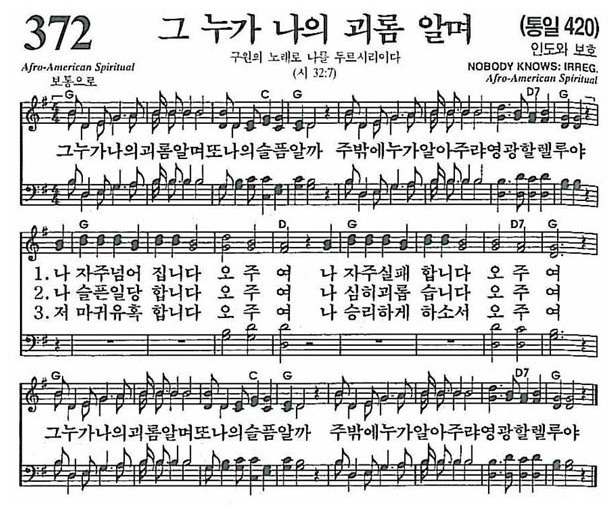 372
그 누가 나의 괴롬 알며
(통일 420)
구원의 노래로 나를 두르시리이다
인도와 보호
Afro-American Spiritual
(시 32:7)
NOBODY KNOWS: IRREG.
보통으로
Afro-American Spiritual
G C G D7 G
그누가나의괴롬알며또나의슬픔알까 주밖에누가알아주랴영광할렐루야
G D G D7 G
1. 나 자주넘어 집니다 오 주 여 나 자주실패 합니다 오 주 여
2. 나 슬픈일당 합니다 오 주 여 나 심히괴롭 습니다 오 주 여
3. 저 마귀유혹 합니다 오 주 여 나 승리하게 하소서 오 주 여
G C G D7 G
그누가나의괴롬알며또나의슬픔알까 주밖에누가알아주랴영광할렐루야